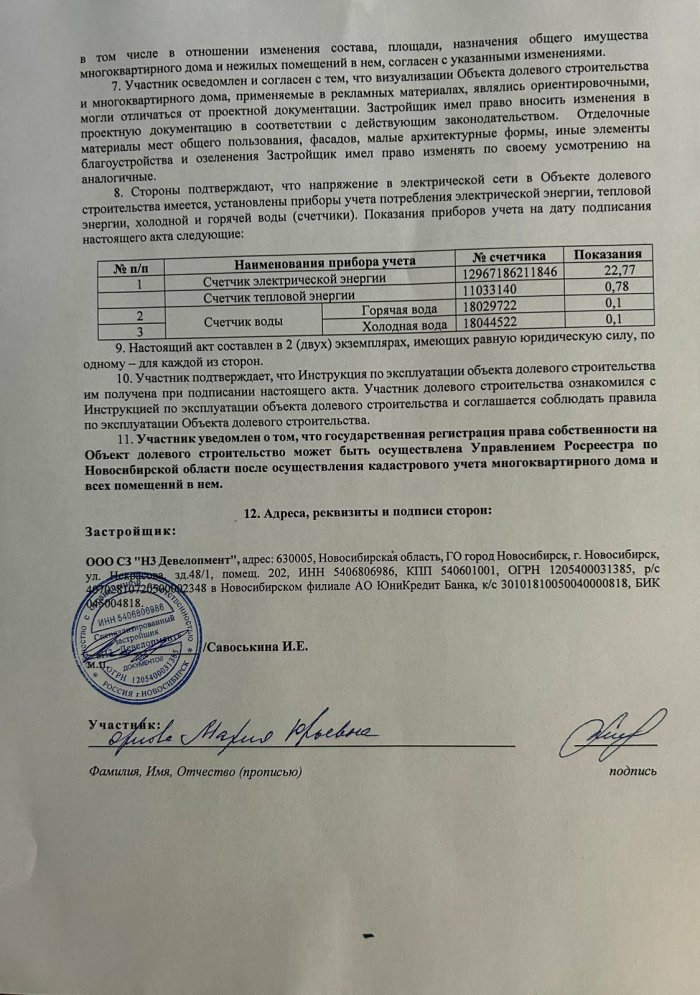 в том числе в отношении изменения состава, площади, назначения общего имущества
многоквартирного дома и нежилых помещений в нем, согласен с указанными изменениями.
7. Участник осведомлен и согласен с тем, что визуализации Объекта долевого строительства
и многоквартирного дома, применяемые в рекламных материалах, являлись ориентировочными,
могли отличаться от проектной документации. Застройщик имел право вносить изменения в
проектную документацию в соответствии с действующим законодательством. Отделочные
материалы мест общего пользования, фасадов, малые архитектурные формы, иные элементы
благоустройства и озеленения Застройщик имел право изменять по своему усмотрению на
аналогичные.
8. Стороны подтверждают, что напряжение в электрической сети в Объекте долевого
строительства имеется, установлены приборы учета потребления электрической энергии, тепловой
энергии, холодной и горячей воды (счетчики). Показания приборов учета на дату подписания
настоящего акта следующие:
№ п/п Наименования прибора учета № счетчика Показания
1 Счетчик электрической энергии 12967186211846 22,77
Счетчик тепловой энергии 11033140 0,78
2 Счетчик воды Горячая вода 18029722 0,1
3 Холодная вода 18044522 0,1
9. Настоящий акт составлен в 2 (двух) экземплярах, имеющих равную юридическую силу, по
одному – для каждой из сторон.
10. Участник подтверждает, что Инструкция по эксплуатации объекта долевого строительства
им получена при подписании настоящего акта. Участник долевого строительства ознакомился с
Инструкцией по эксплуатации объекта долевого строительства и соглашается соблюдать правила
по эксплуатации Объекта долевого строительства.
11. Участник уведомлен о том, что государственная регистрация права собственности на
Объект долевого строительство может быть осуществлена Управлением Росреестра по
Новосибирской области после осуществления кадастрового учета многоквартирного дома и
всех помещений в нем.
12. Адреса, реквизиты и подписи сторон:
Застройщик:
ООО СЗ "НЗ Девелопмент", адрес: 630005, Новосибирская область, ГО город Новосибирск, г. Новосибирск,
ул. Некрасова, зд.48/1, помещ. 202, ИНН 5406806986, КПП 540601001, ОГРН 1205400031385, р/с
в Новосибирском филиале АО ЮниКредит Банка, к/с 30101810050040000818, БИК
045004818.
ИНН 5406806986
Специализированный
застройщик
Девелопмент
ДОКУМЕНТОВ
ОГРН 1205400031385
РОССИЯ г.НОВОСИБИРСК
/Савоськина И.Е.
М.П.
Участник:
Мария Юрьевна
Фамилия, Имя, Отчество (прописью) подпись